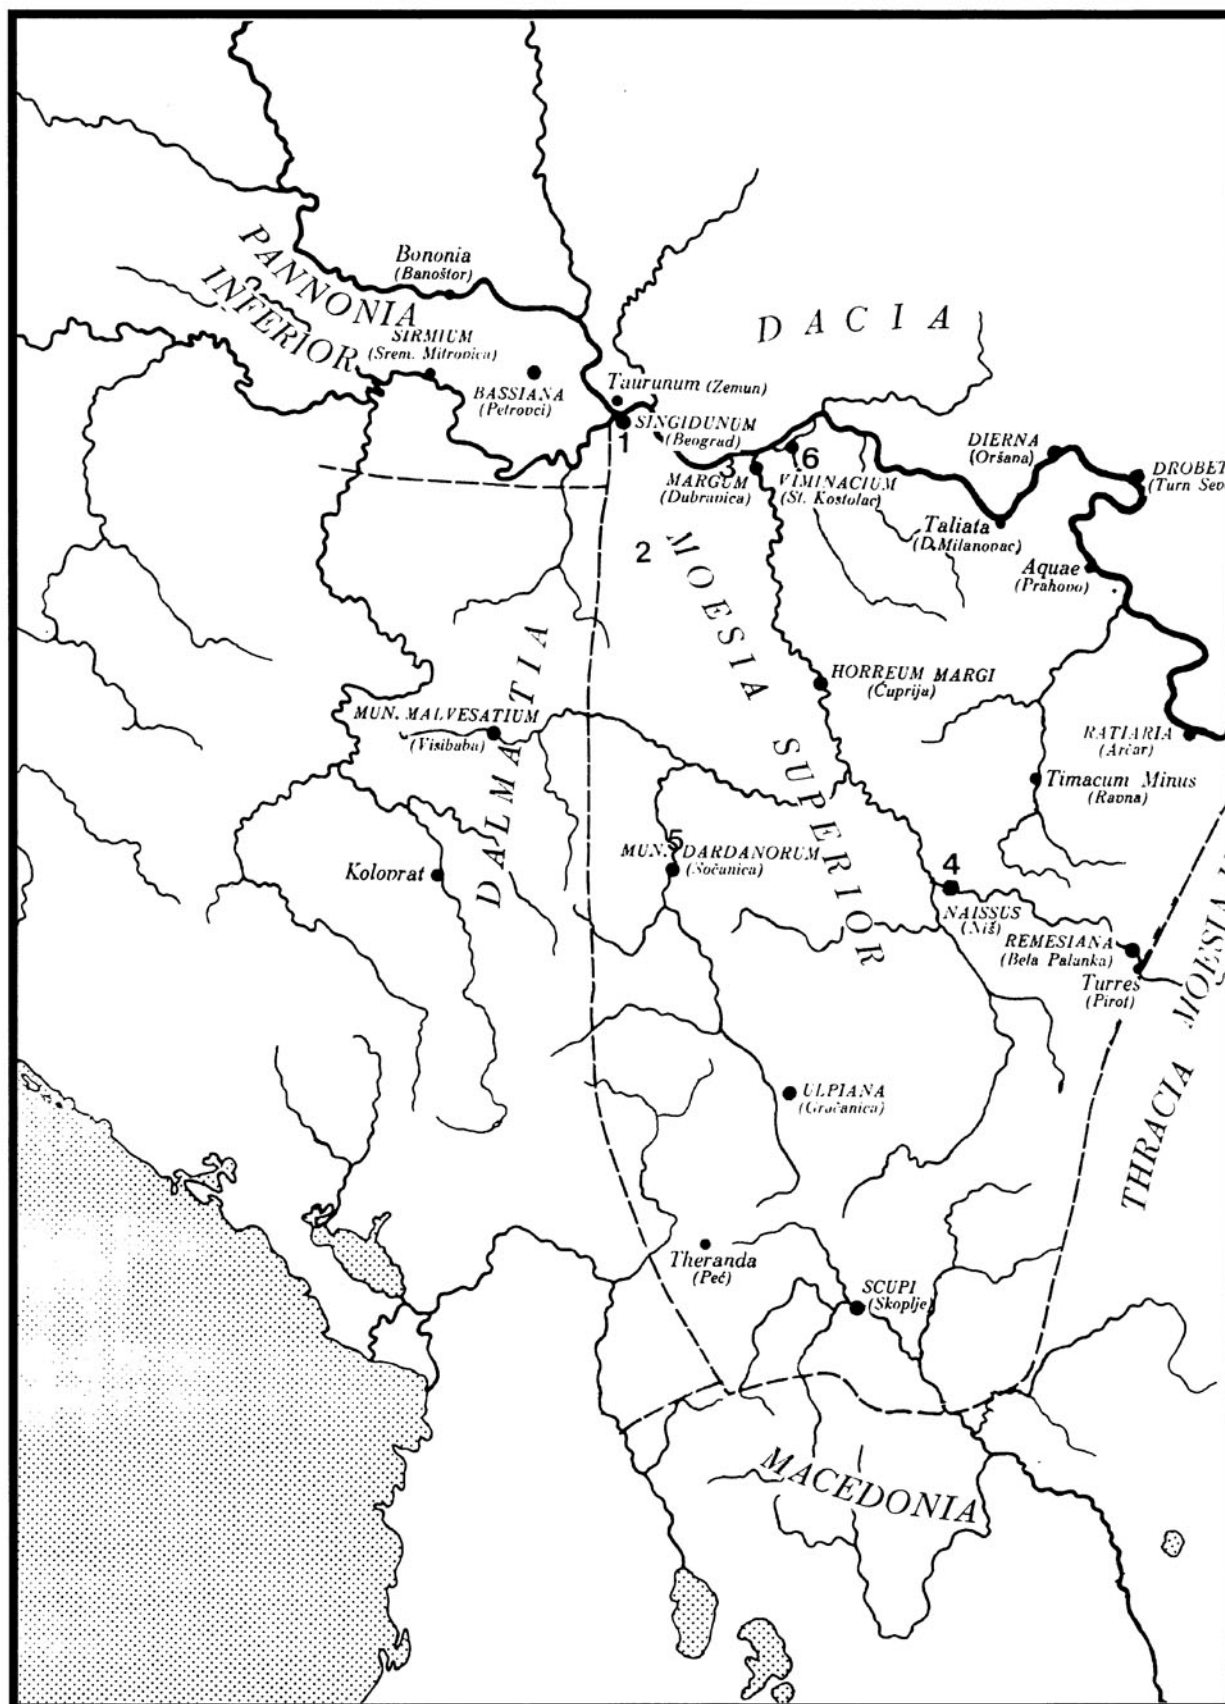 PANNONIA
INFERIOR
Bononia
(Banoštor)
SIRMIUM
(Srem. Mitrovica)
BASSIANA
(Petrovci)
DACIA
Taurunum (Zemun)
SINGIDUNUM
1
(Beograd)
DIERNA
(Oršana)
DROBET
(Turn Seve
3
6
MARGUM
(Dubravica)
VIMINACIUM
(St. Kostolac)
Taliata
(D.Milanovac)
2
Aquae
(Prahovo)
MOESIA SUPERIOR
DALMATIA
HORREUM MARGI
(Ćuprija)
MUN. MALVESATIUM
(Visibaba)
RATIARIA
(Arčar)
Timacum Minus
(Ravna)
5
MUN. DARDANORUM
(Sočanica)
Kolovrat
4
NAISSUS
(Niš)
REMESIANA
(Bela Palanka)
Turres
(Pirot)
MOESIA
THRACIA
ULPIANA
(Gračanica)
Theranda
(Peć)
SCUPI
(Skoplje)
MACEDONIA